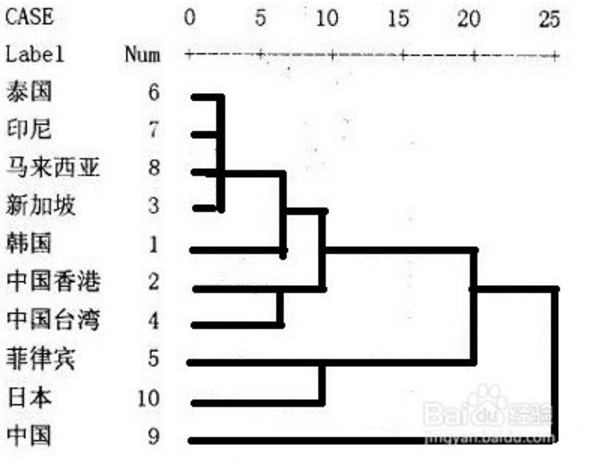 CASE 0 5 10 15 20 25
Label Num
泰国 6
印尼 7
马来西亚 8
新加坡 3
韩国 1
中国香港 2
中国台湾 4
菲律宾 5
日本 10
中国 9
Baidu经验
jingyan.baidu.com